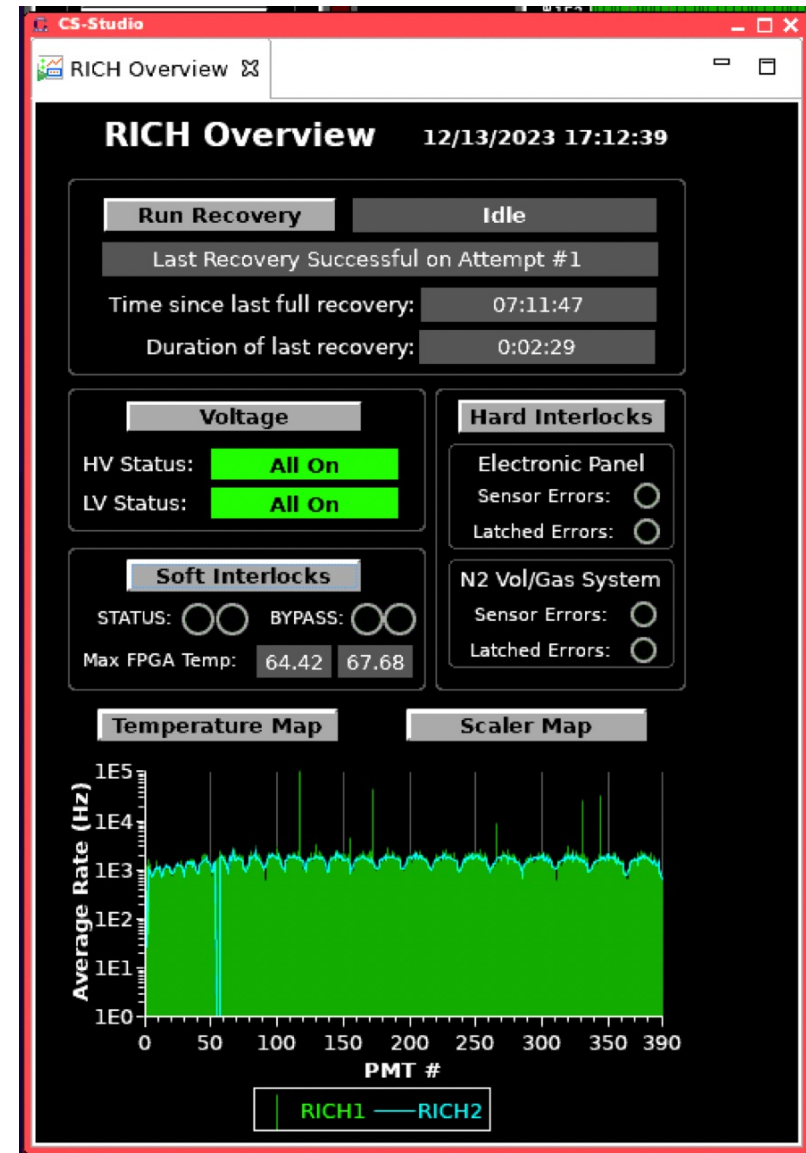 CS-Studio
RICH Overview
RICH Overview 12/13/2023 17:12:39
Run Recovery Idle
Last Recovery Successful on Attempt #1
Time since last full recovery: 07:11:47
Duration of last recovery: 0:02:29
Voltage
HV Status: All On
LV Status: All On
Soft Interlocks
STATUS: BYPASS:
Max FPGA Temp: 64.42 67.68
Hard Interlocks
Electronic Panel
Sensor Errors:
Latched Errors:
N2 Vol/Gas System
Sensor Errors:
Latched Errors:
Temperature Map Scaler Map
Average Rate (Hz)
1E5
1E4
1E3
1E2
1E1
1E0
0 50 100 150 200 250 300 350 390
PMT #
RICH1 RICH2